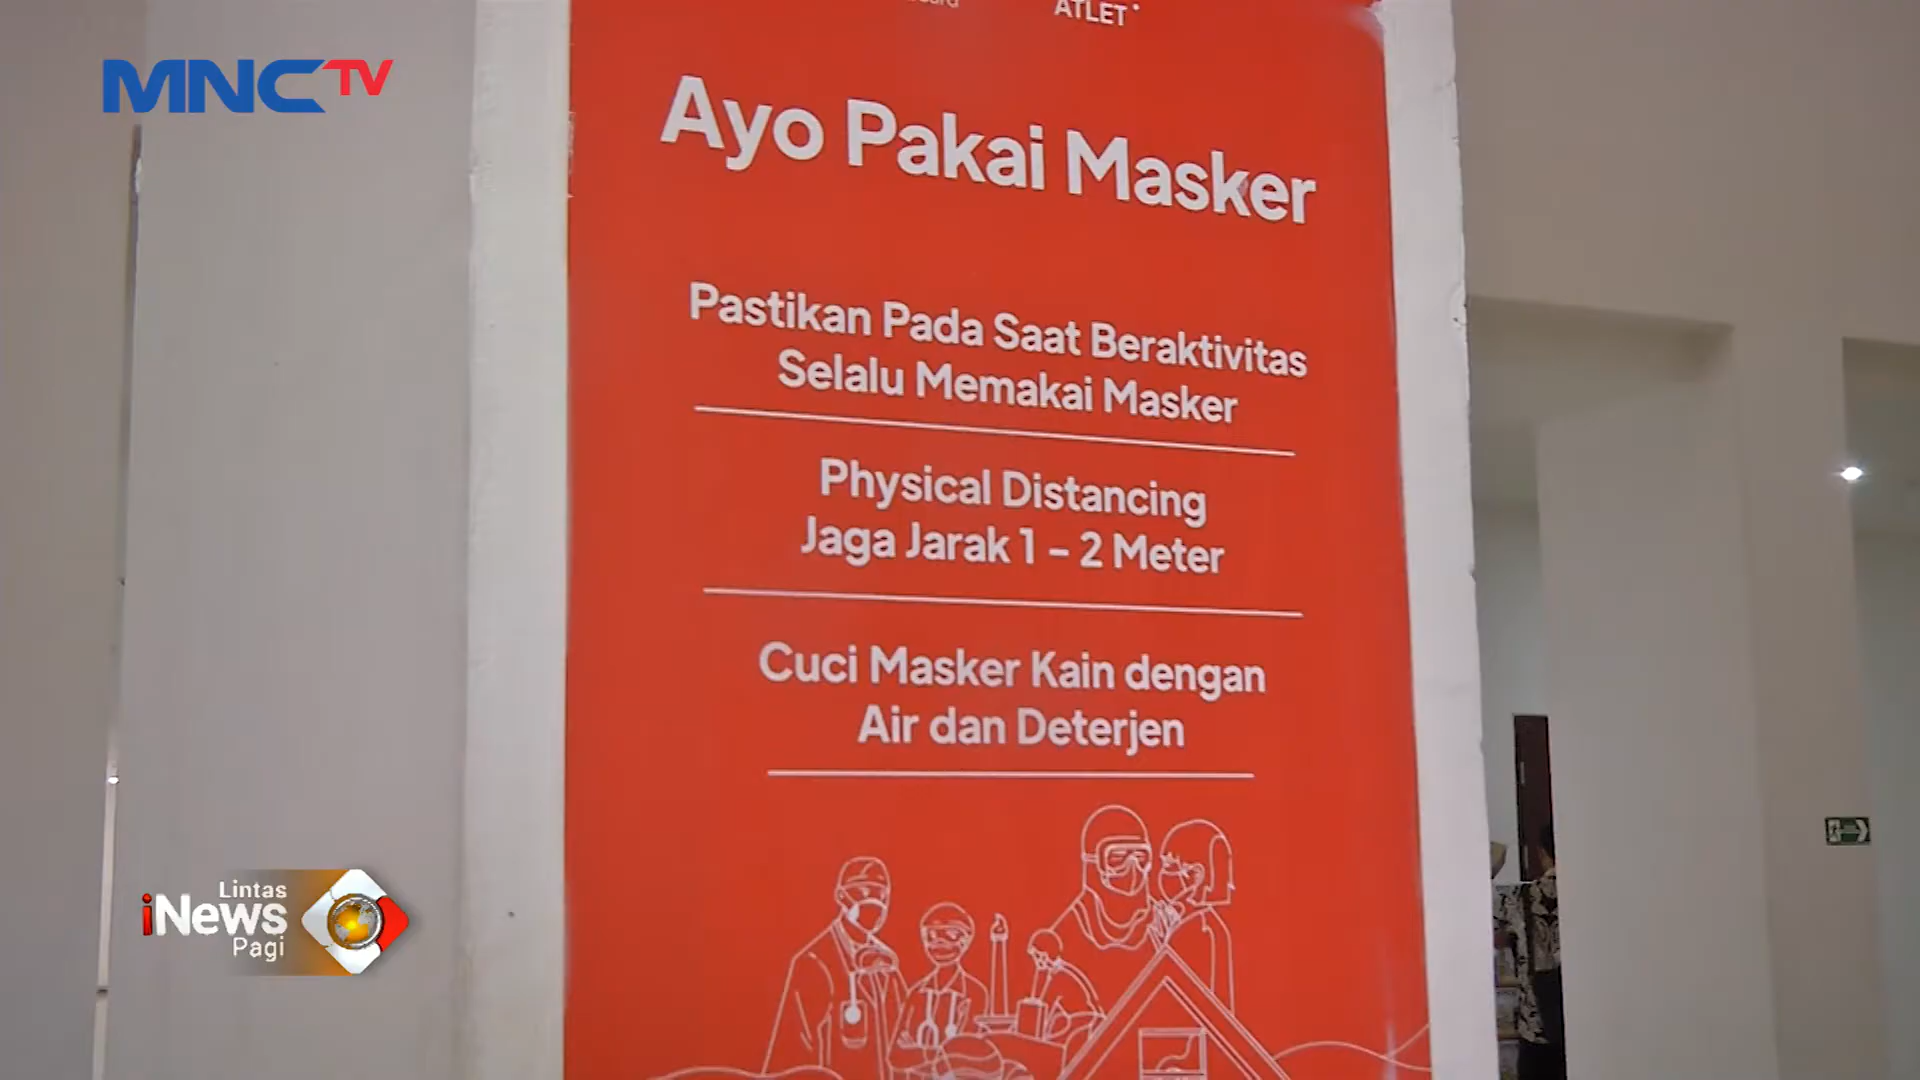 MNCTV
ATLET
Ayo Pakai Masker
Pastikan Pada Saat Beraktivitas
Selalu Memakai Masker
Physical Distancing
Jaga Jarak 1 – 2 Meter
Cuci Masker Kain dengan
Air dan Deterjen
Lintas
iNews
Pagi